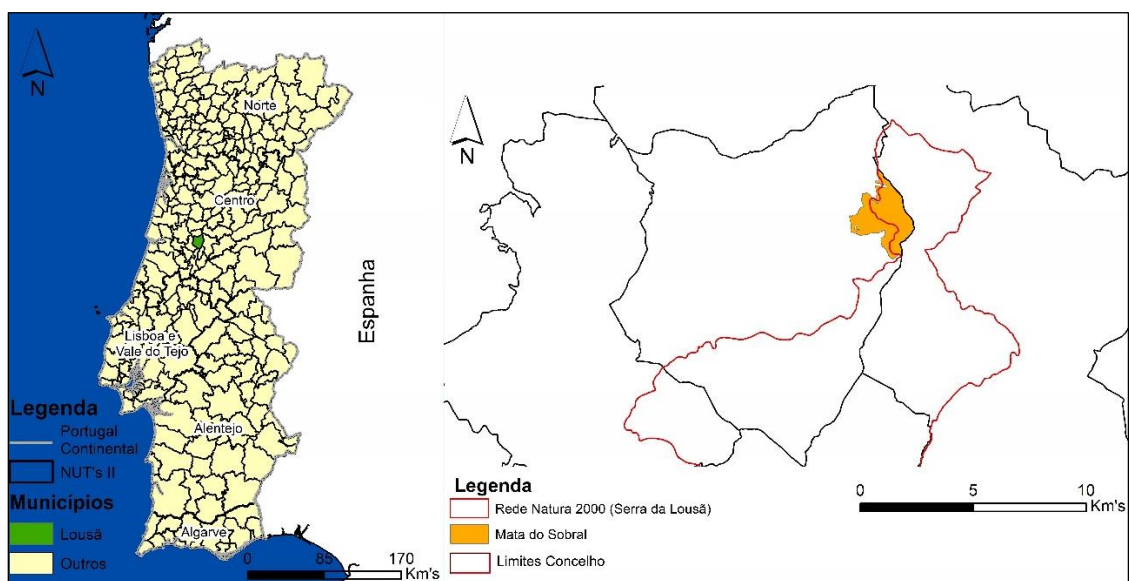 N
Norte
Centro
Espanha
Lisboa e
Vale do Tejo
Alentejo
Algarve
Legenda
Portugal
Continental
NUT's II
Municípios
Lousã
Outros
0 85 170
Km's
N
Legenda
Rede Natura 2000 (Serra da Lousã)
Mata do Sobral
Limites Concelho
0 5 10
Km's